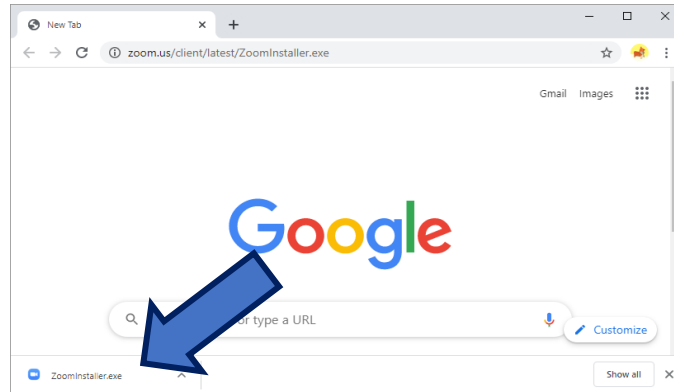 New Tab
zoom.us/client/latest/ZoomInstaller.exe
Gmail Images
Google
or type a URL
Customize
ZoomInstaller.exe
Show all